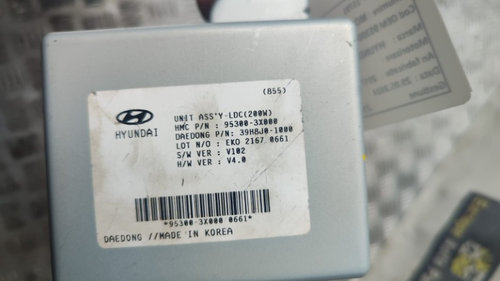 (855)
HYUNDAI
UNIT ASS'Y-LDC(200W)
HMC P/N : 95300-3X000
DAEDONG P/N: 39H8J0-1000
LOT N/O : EKO 2167 0661
S/W VER : V102
H/W VER : V4.0
*95300-3X000 0661*
DAEDONG //MADE IN KOREA